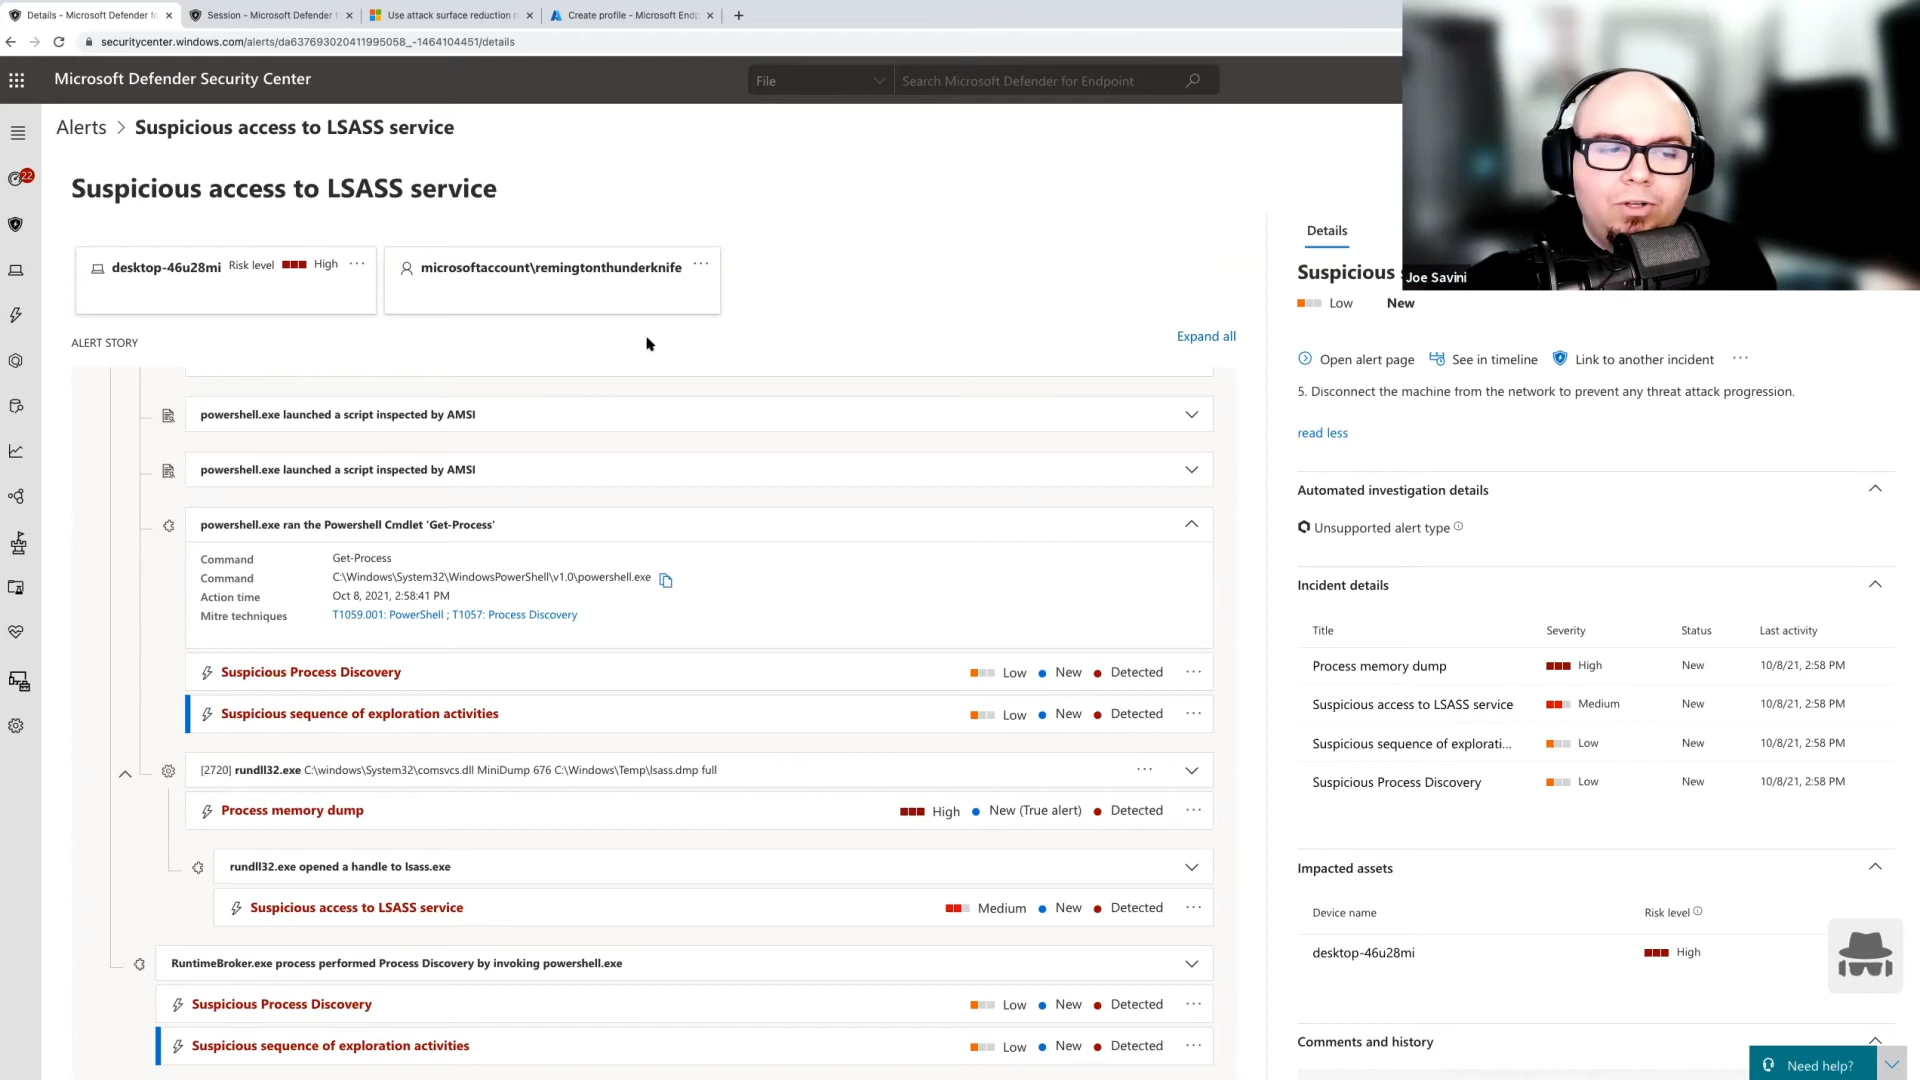 Details - Microsoft Defender fo
Session - Microsoft Defender f
Use attack surface reduction r
Create profile - Microsoft Endp
securitycenter.windows.com/alerts/da637693020411995058_-1464104451/details
Microsoft Defender Security Center
File
Search Microsoft Defender for Endpoint
Alerts > Suspicious access to LSASS service
22
Suspicious access to LSASS service
desktop-46u28mi Risk level High ...
microsoftaccount\remingtonthunderknife ...
ALERT STORY
Expand all
powershell.exe launched a script inspected by AMSI
powershell.exe launched a script inspected by AMSI
powershell.exe ran the Powershell Cmdlet 'Get-Process'
Command Get-Process
Command C:\Windows\System32\WindowsPowerShell\v1.0\powershell.exe
Action time Oct 8, 2021, 2:58:41 PM
Mitre techniques T1059.001: PowerShell ; T1057: Process Discovery
Suspicious Process Discovery Low New Detected ...
Suspicious sequence of exploration activities Low New Detected ...
[2720] rundll32.exe C:\windows\System32\comsvcs.dll MiniDump 676 C:\Windows\Temp\lsass.dmp full ...
Process memory dump High New (True alert) Detected ...
rundll32.exe opened a handle to lsass.exe
Suspicious access to LSASS service Medium New Detected ...
RuntimeBroker.exe process performed Process Discovery by invoking powershell.exe
Suspicious Process Discovery Low New Detected ...
Suspicious sequence of exploration activities Low New Detected ...
Joe Savini
Details
Suspicious
Low New
Open alert page See in timeline Link to another incident ...
5. Disconnect the machine from the network to prevent any threat attack progression.
read less
Automated investigation details
Unsupported alert type
Incident details
Title Severity Status Last activity
Process memory dump High New 10/8/21, 2:58 PM
Suspicious access to LSASS service Medium New 10/8/21, 2:58 PM
Suspicious sequence of explorati... Low New 10/8/21, 2:58 PM
Suspicious Process Discovery Low New 10/8/21, 2:58 PM
Impacted assets
Device name Risk level
desktop-46u28mi High
Comments and history
Need help?